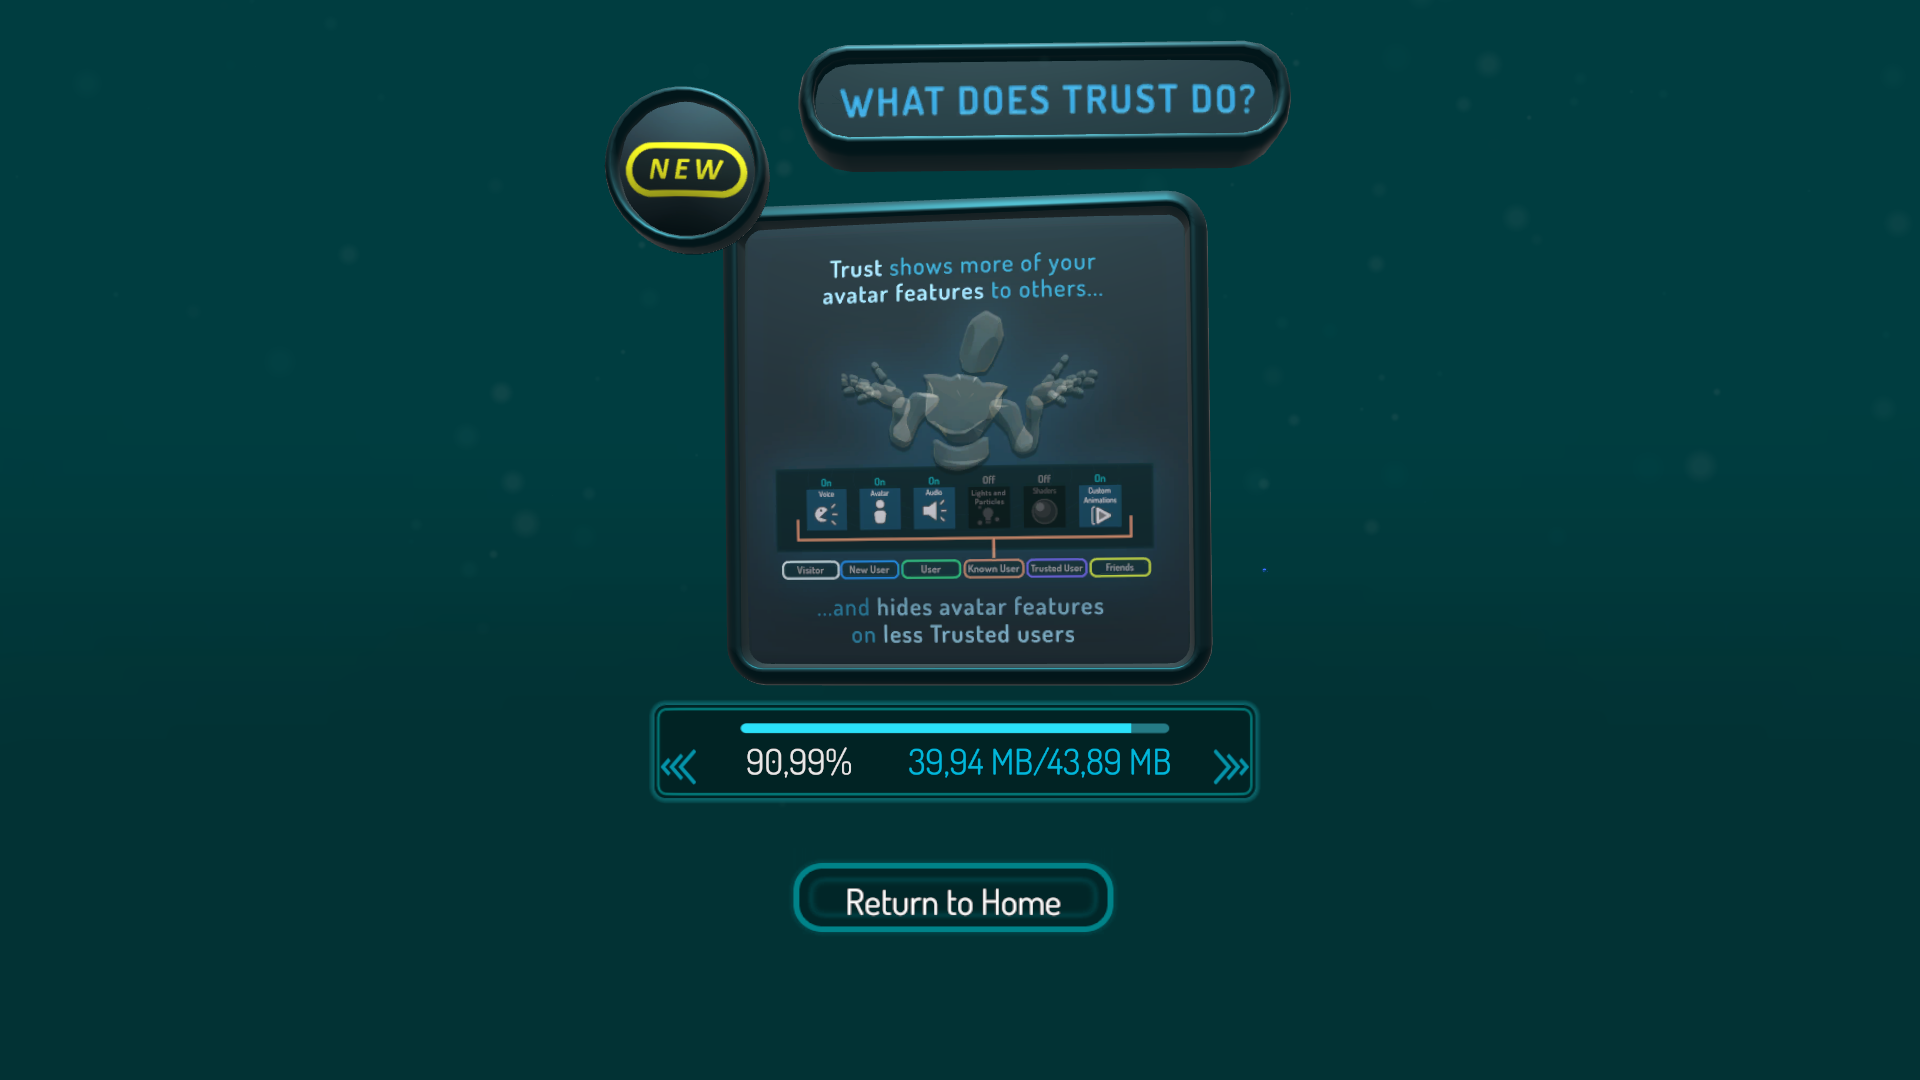 WHAT DOES TRUST DO?
NEW
Trust shows more of your
avatar features to others...
On On On Off Off On
Voice Avatar Audio Lights and Particles Shaders Custom Animations
Visitor New User User Known User Trusted User Friends
...and hides avatar features
on less Trusted users
90,99% 39,94 MB/43,89 MB
Return to Home